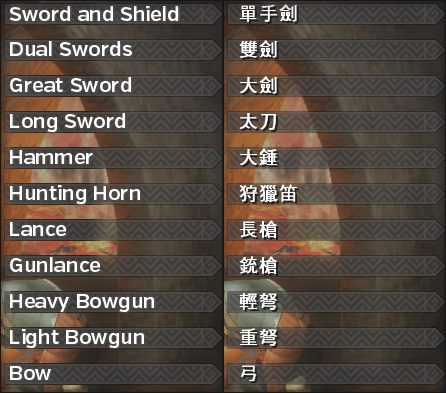 Sword and Shield 單手劍
Dual Swords 雙劍
Great Sword 大劍
Long Sword 太刀
Hammer 大錘
Hunting Horn 狩獵笛
Lance 長槍
Gunlance 銃槍
Heavy Bowgun 輕弩
Light Bowgun 重弩
Bow 弓